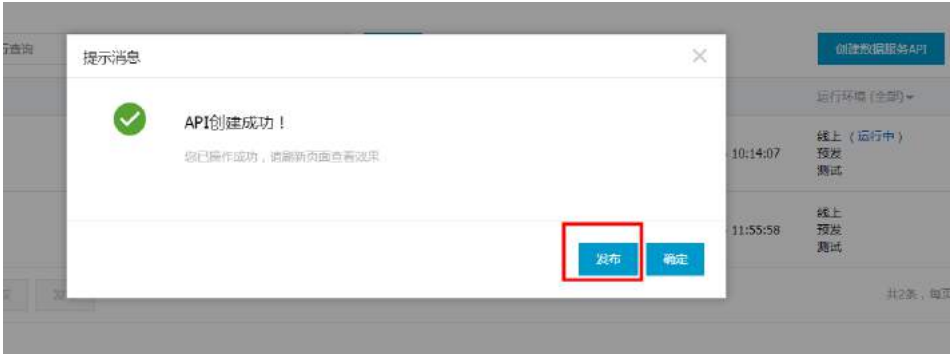 行查询
创建数据服务API
提示消息
运行环境 (全部)
API创建成功！
您已操作成功，请刷新页面查看效果
10:14:07
线上 （运行中）
预发
测试
11:55:58
线上
预发
测试
发布
确定
共2条，每页